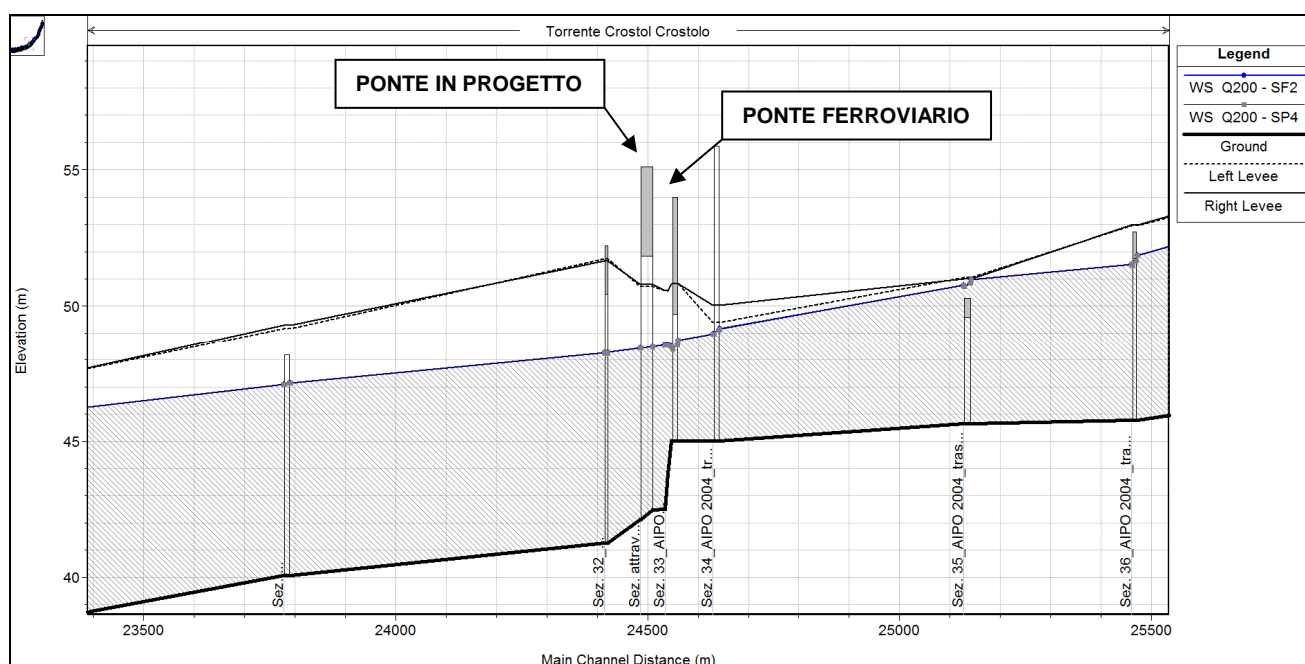 Torrente Crostol Crostolo
PONTE IN PROGETTO
PONTE FERROVIARIO
Legend
WS Q200 - SF2
WS Q200 - SP4
Ground
Left Levee
Right Levee
55
50
45
40
Elevation (m)
Sez. ...
Sez. 32_...
Sez. attrav...
Sez. 33_AIPO...
Sez. 34_AIPO 2004_tr...
Sez. 35_AIPO 2004_tras...
Sez. 36_AIPO 2004_tra...
23500
24000
24500
25000
25500
Main Channel Distance (m)